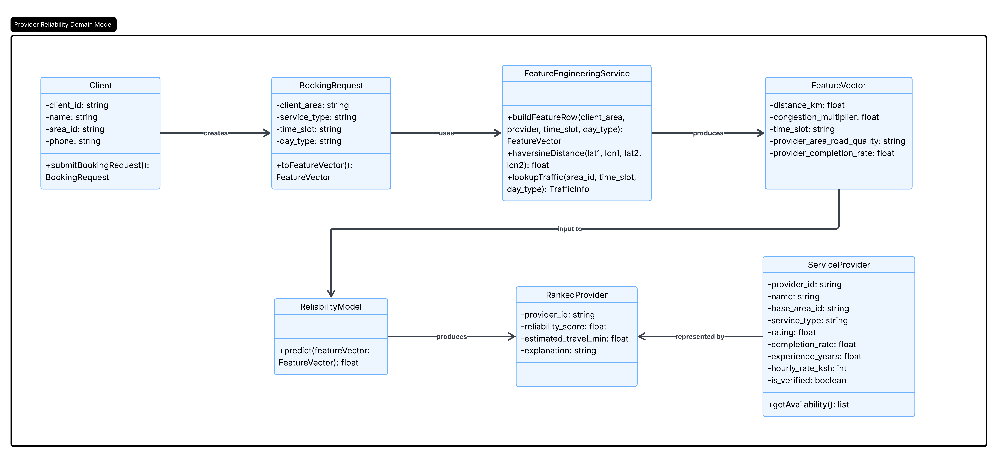 Provider Reliability Domain Model
Client
-client_id: string
-name: string
-area_id: string
-phone: string
+submitBookingRequest():
BookingRequest
creates
BookingRequest
-client_area: string
-service_type: string
-time_slot: string
-day_type: string
+toFeatureVector():
FeatureVector
uses
FeatureEngineeringService
+buildFeatureRow(client_area,
provider, time_slot, day_type):
FeatureVector
+haversineDistance(lat1, lon1, lat2,
lon2): float
+lookupTraffic(area_id, time_slot,
day_type): TrafficInfo
produces
FeatureVector
-distance_km: float
-congestion_multiplier: float
-time_slot: string
-provider_area_road_quality: string
-provider_completion_rate: float
input to
ReliabilityModel
+predict(featureVector:
FeatureVector): float
produces
RankedProvider
-provider_id: string
-reliability_score: float
-estimated_travel_min: float
-explanation: string
represented by
ServiceProvider
-provider_id: string
-name: string
-base_area_id: string
-service_type: string
-rating: float
-completion_rate: float
-experience_years: float
-hourly_rate_ksh: int
-is_verified: boolean
+getAvailability(): list